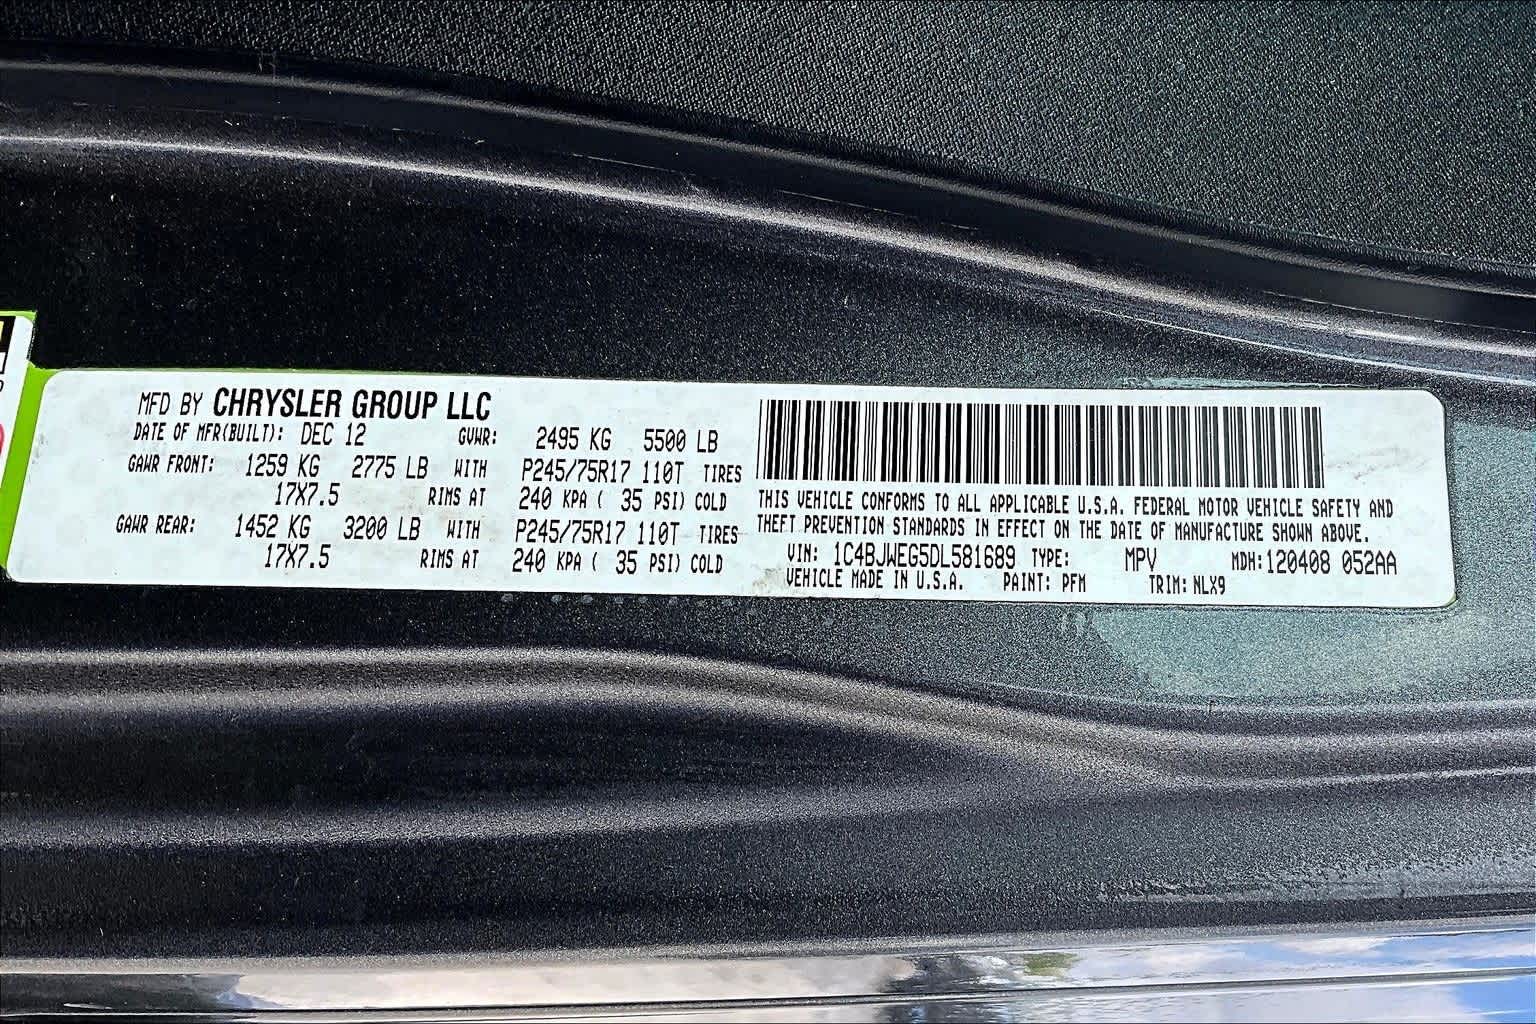 MFD BY CHRYSLER GROUP LLC
DATE OF MFR(BUILT): DEC 12 GVWR: 2495 KG 5500 LB
GAWR FRONT: 1259 KG 2775 LB WITH P245/75R17 110T TIRES
17X7.5 RIMS AT 240 KPA ( 35 PSI) COLD
GAWR REAR: 1452 KG 3200 LB WITH P245/75R17 110T TIRES
17X7.5 RIMS AT 240 KPA ( 35 PSI) COLD
THIS VEHICLE CONFORMS TO ALL APPLICABLE U.S.A. FEDERAL MOTOR VEHICLE SAFETY AND
THEFT PREVENTION STANDARDS IN EFFECT ON THE DATE OF MANUFACTURE SHOWN ABOVE.
VIN: 1C4BJWEG5DL581689 TYPE: MPV MDH:120408 052AA
VEHICLE MADE IN U.S.A. PAINT: PFM TRIM: NLX9